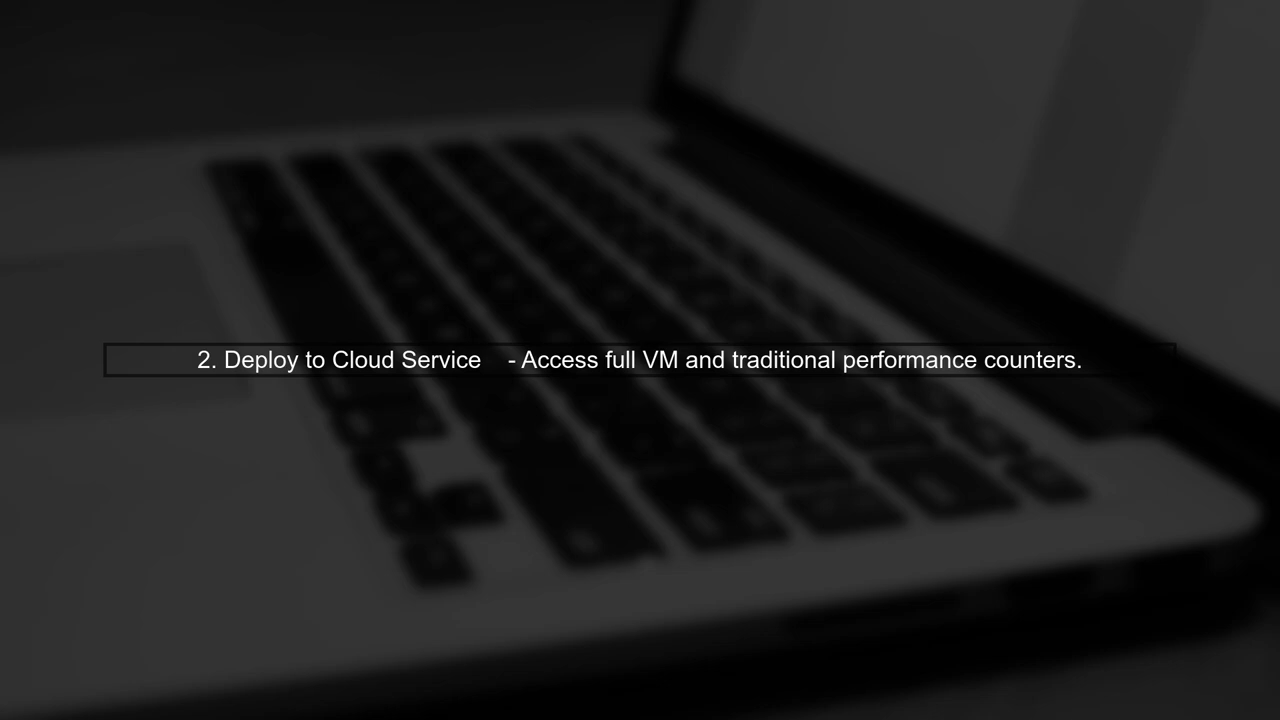 2. Deploy to Cloud Service    - Access full VM and traditional performance counters.